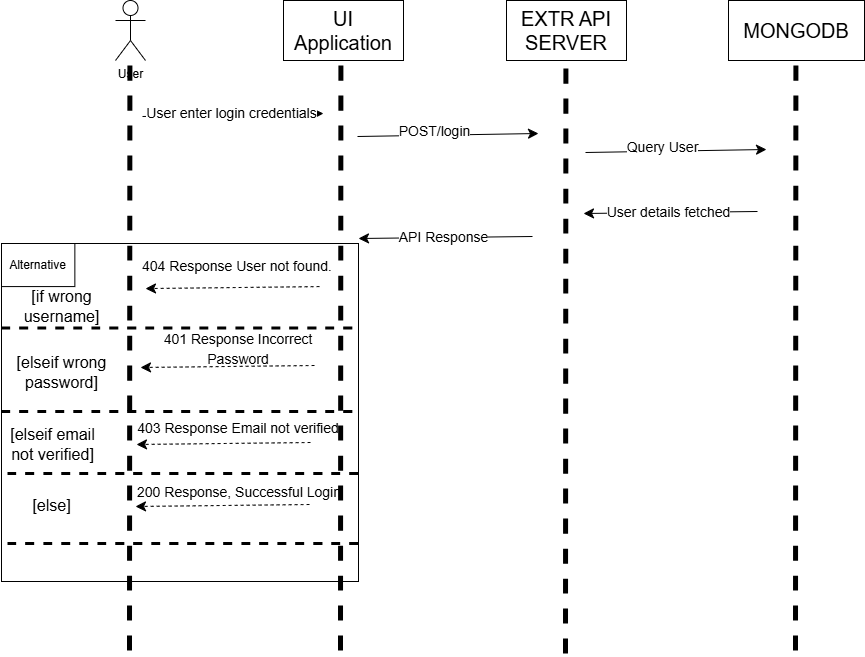 User
UI
Application
EXTR API
SERVER
MONGODB
User enter login credentials
POST/login
Query User
User details fetched
API Response
Alternative
404 Response User not found.
[if wrong
username]
401 Response Incorrect
Password
[elseif wrong
password]
403 Response Email not verified
[elseif email
not verified]
200 Response, Successful Login
[else]